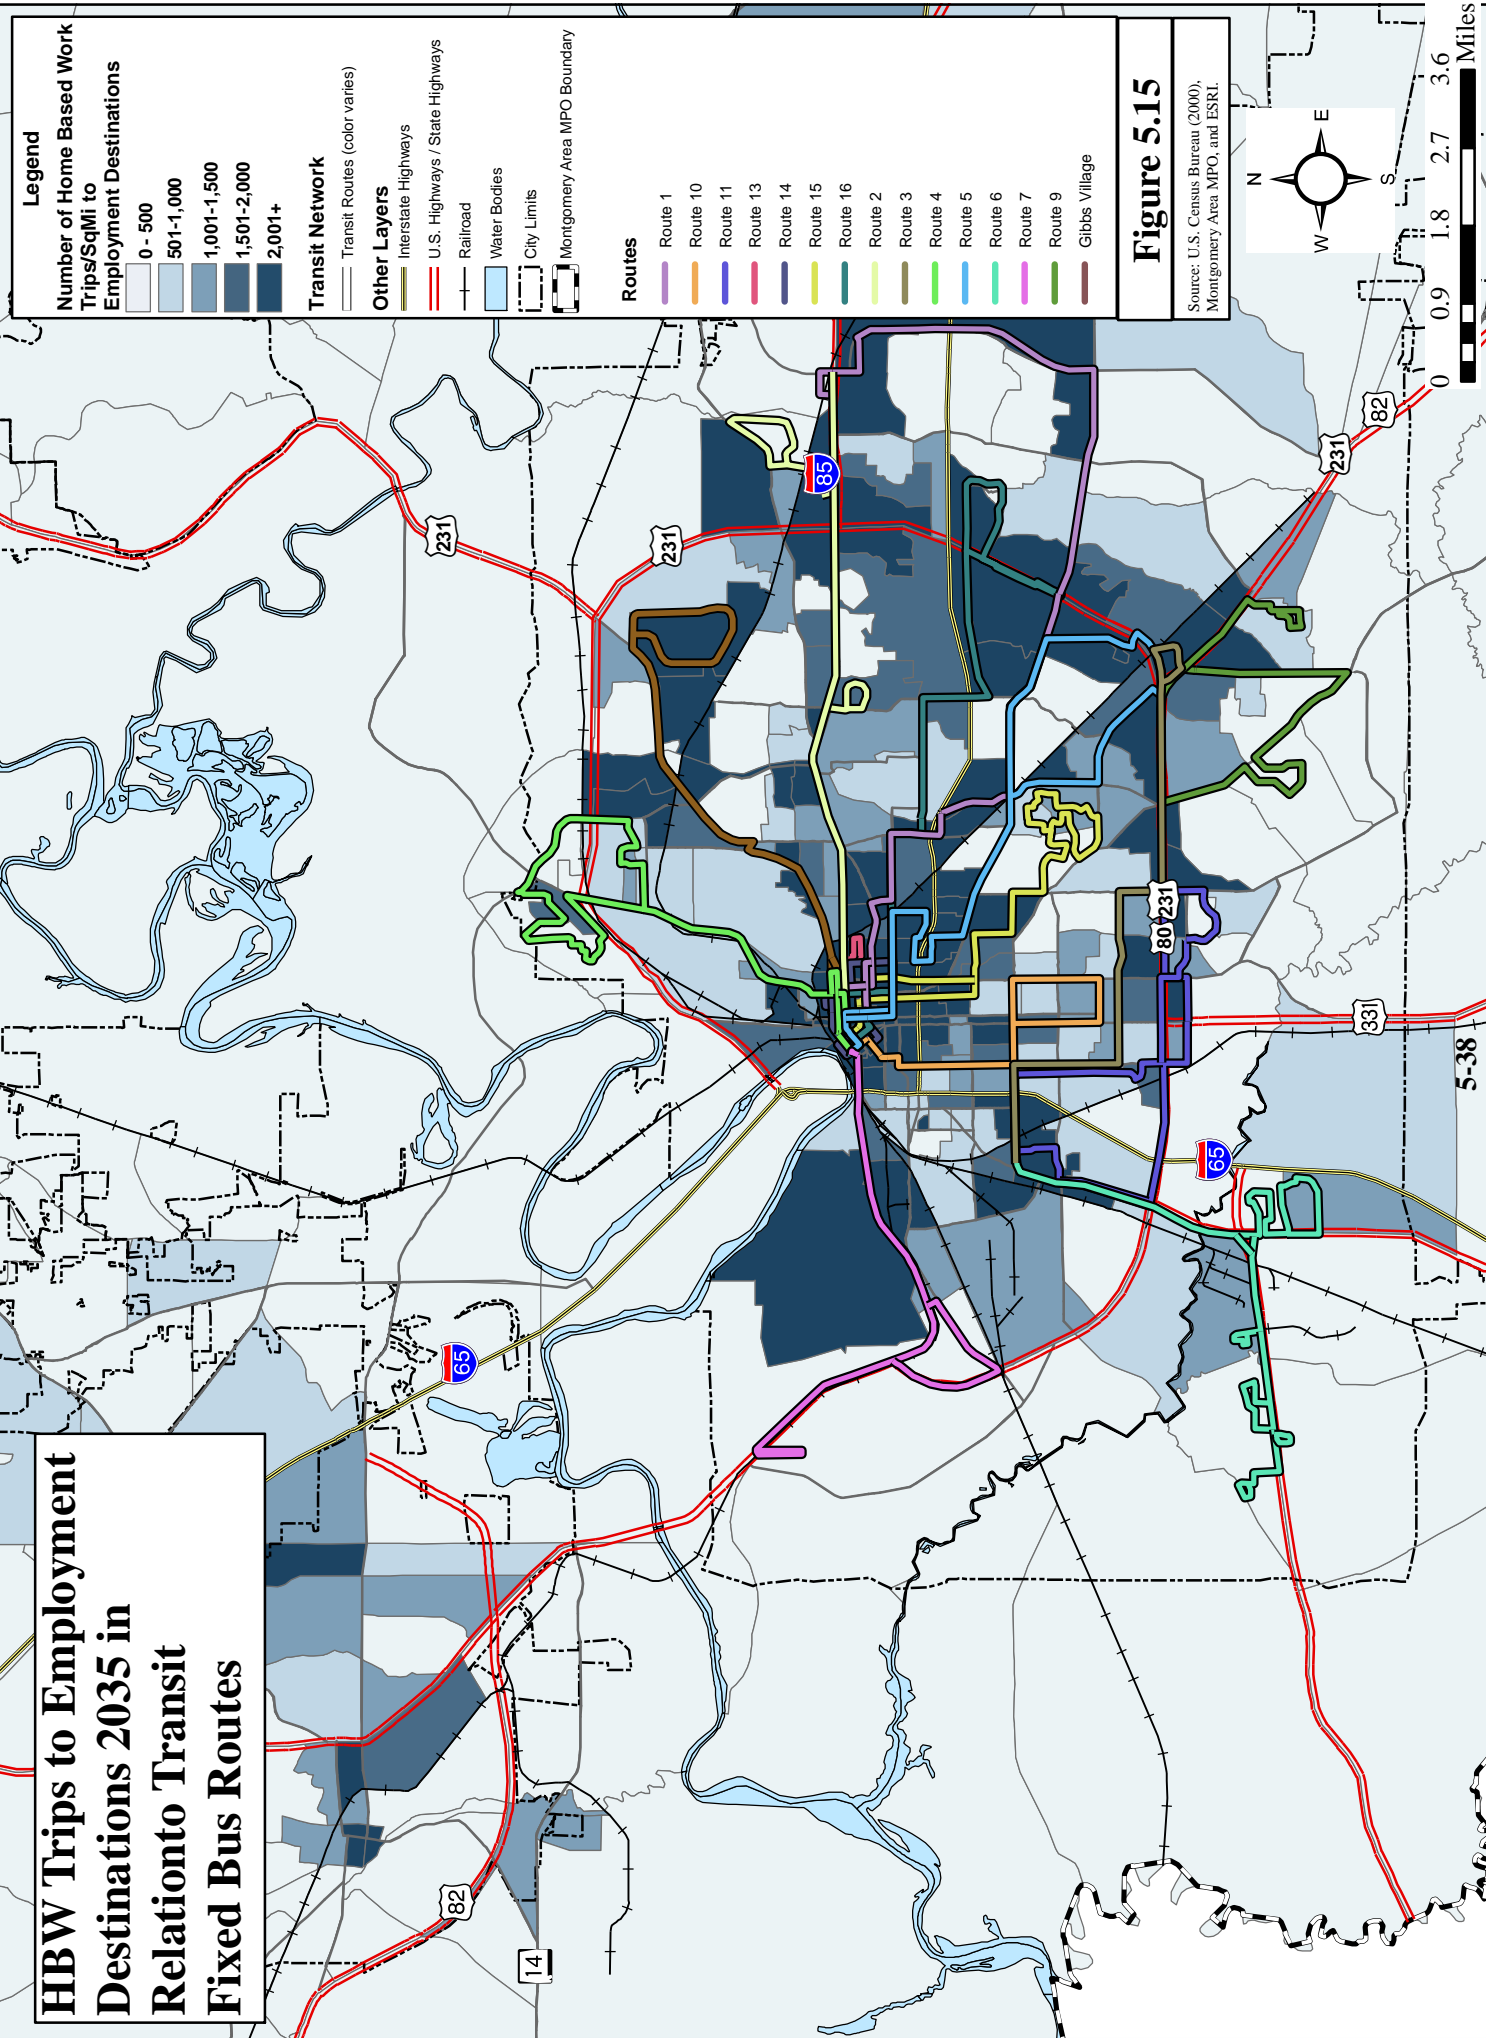 HBW Trips to Employment
Destinations 2035 in
Relationto Transit
Fixed Bus Routes
Legend
Number of Home Based Work
Trips/SqMi to
Employment Destinations
0 - 500
501-1,000
1,001-1,500
1,501-2,000
2,001+
Transit Network
Transit Routes (color varies)
Other Layers
Interstate Highways
U.S. Highways / State Highways
Railroad
Water Bodies
City Limits
Montgomery Area MPO Boundary
Routes
Route 1
Route 10
Route 11
Route 13
Route 14
Route 15
Route 16
Route 2
Route 3
Route 4
Route 5
Route 6
Route 7
Route 9
Gibbs Village
Figure 5.15
Source: U.S. Census Bureau (2000),
Montgomery Area MPO, and ESRI.
N
W
E
S
0 0.9 1.8 2.7 3.6
Miles
231
231
85
65
82
14
80
231
331
65
231
82
5-38